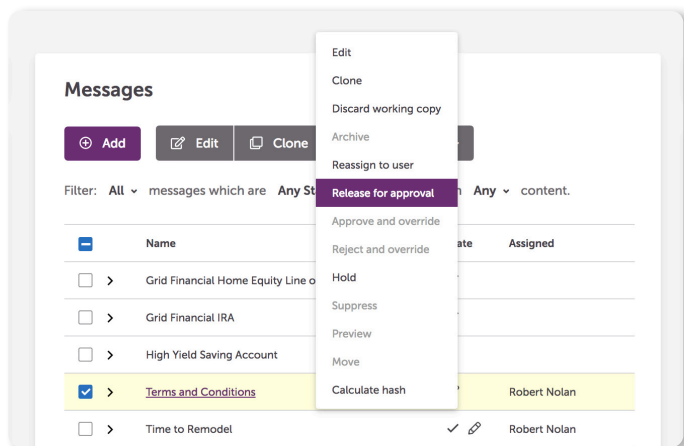 Messages
Add
Edit
Clone
Filter: All messages which are Any St
Any content.
Name
Assigned
Grid Financial Home Equity Line o
Grid Financial IRA
High Yield Saving Account
Terms and Conditions
Robert Nolan
Time to Remodel
Robert Nolan
Edit
Clone
Discard working copy
Archive
Reassign to user
Release for approval
Approve and override
Reject and override
Hold
Suppress
Preview
Move
Calculate hash